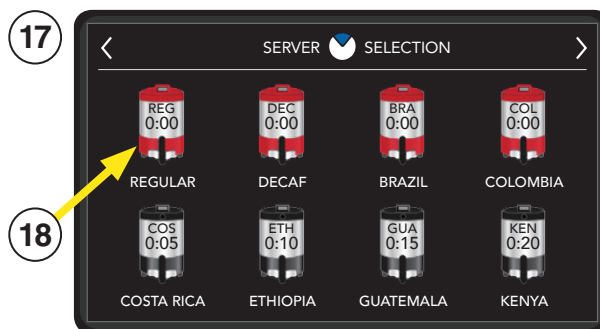 17
SERVER SELECTION
REG DEC BRA COL
0:00 0:00 0:00 0:00
REGULAR DECAF BRAZIL COLOMBIA
18
COS ETH GUA KEN
0:05 0:10 0:15 0:20
COSTA RICA ETHIOPIA GUATEMALA KENYA